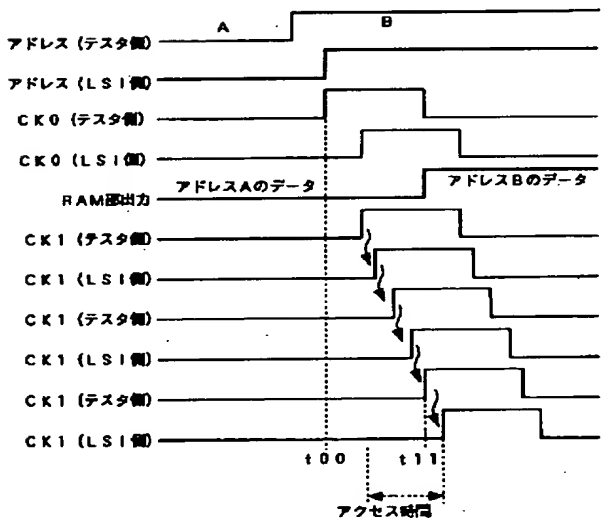 A
B
アドレス (テスタ側)
アドレス (LSI側)
CK0 (テスタ側)
CK0 (LSI側)
アドレスAのデータ
アドレスBのデータ
RAM部出力
CK1 (テスタ側)
CK1 (LSI側)
CK1 (テスタ側)
CK1 (LSI側)
CK1 (テスタ側)
CK1 (LSI側)
t00
t11
アクセス時間